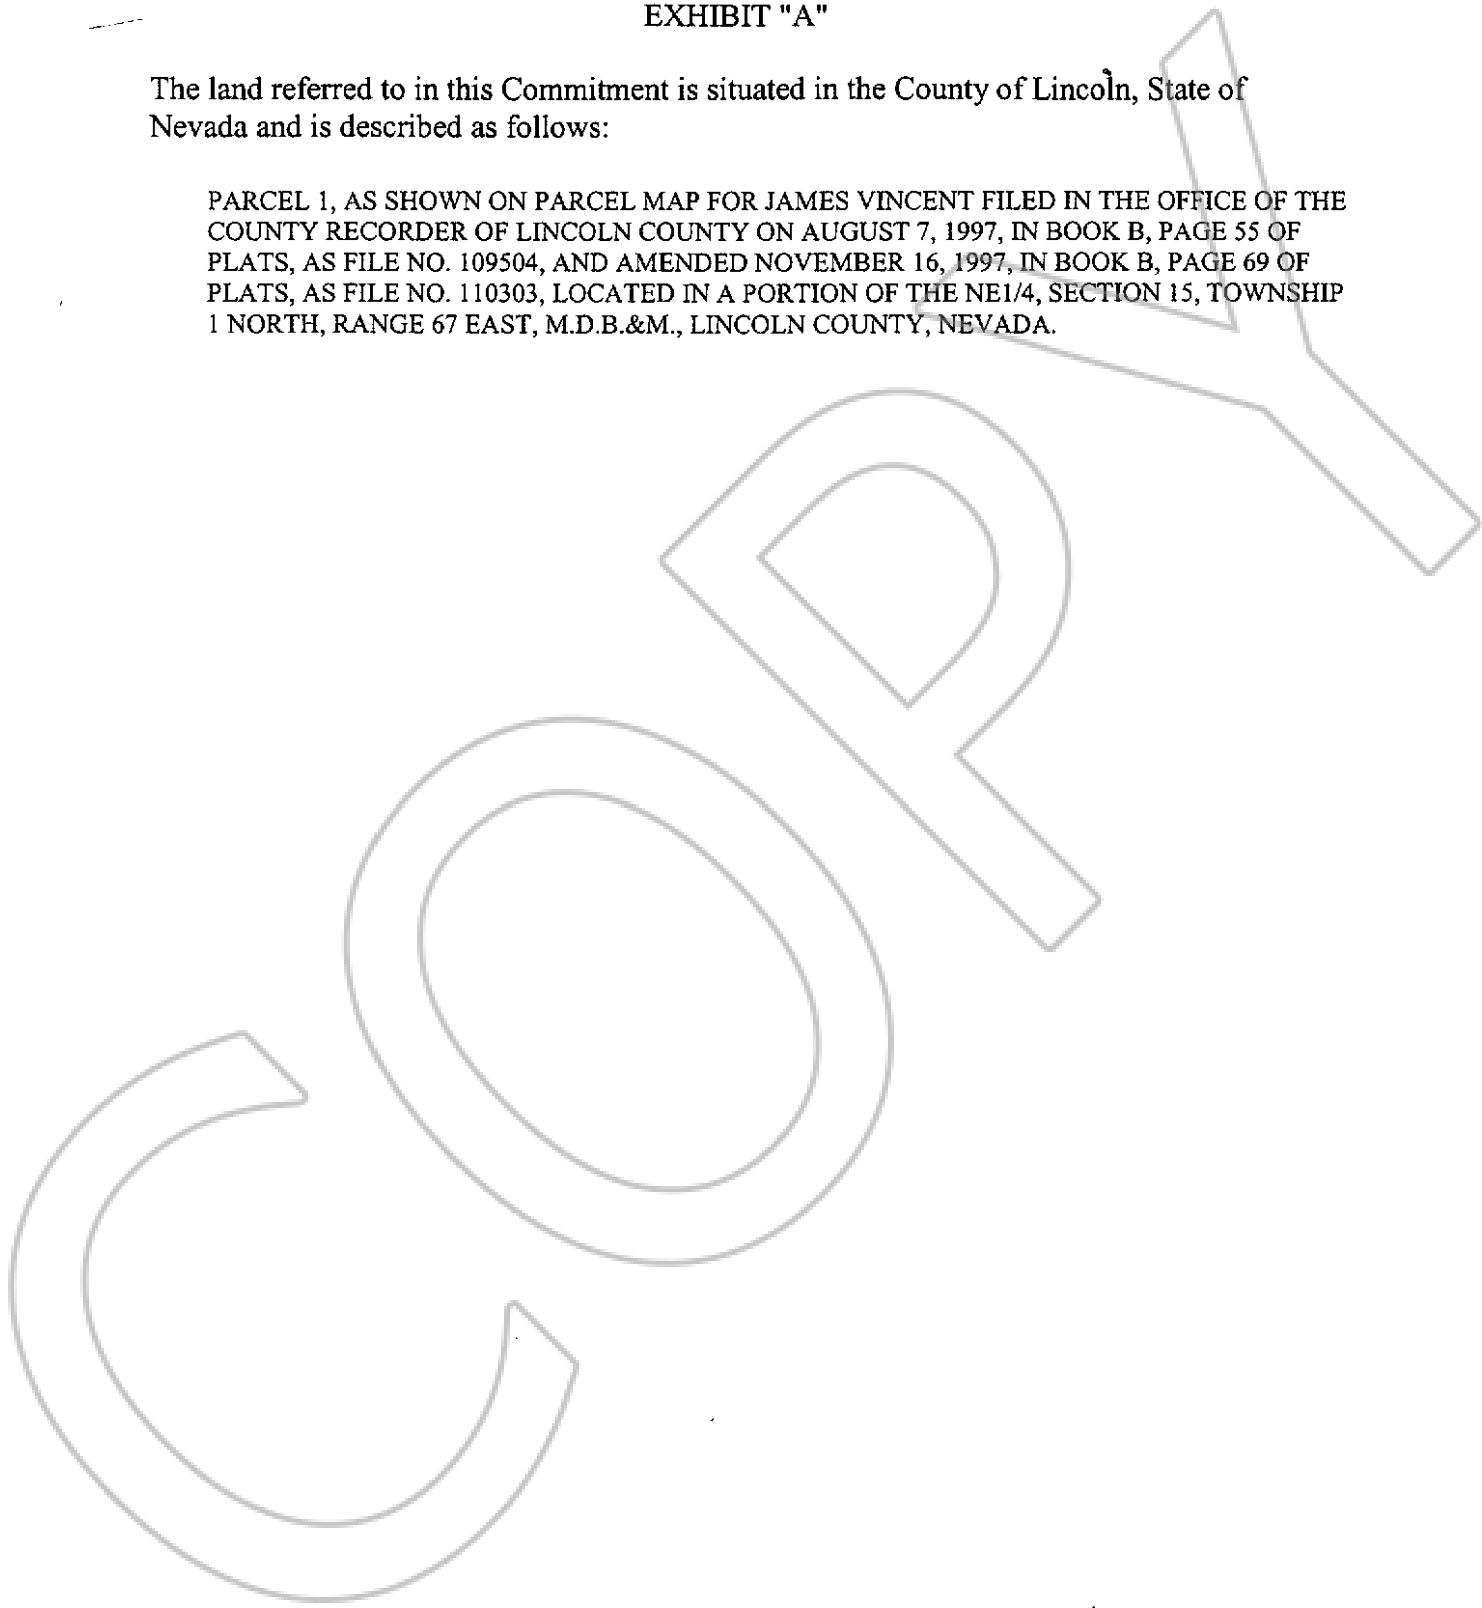 EXHIBIT "A"
The land referred to in this Commitment is situated in the County of Lincoln, State of
Nevada and is described as follows:
PARCEL 1, AS SHOWN ON PARCEL MAP FOR JAMES VINCENT FILED IN THE OFFICE OF THE
COUNTY RECORDER OF LINCOLN COUNTY ON AUGUST 7, 1997, IN BOOK B, PAGE 55 OF
PLATS, AS FILE NO. 109504, AND AMENDED NOVEMBER 16, 1997, IN BOOK B, PAGE 69 OF
PLATS, AS FILE NO. 110303, LOCATED IN A PORTION OF THE NE1/4, SECTION 15, TOWNSHIP
1 NORTH, RANGE 67 EAST, M.D.B.&M., LINCOLN COUNTY, NEVADA.
COPY